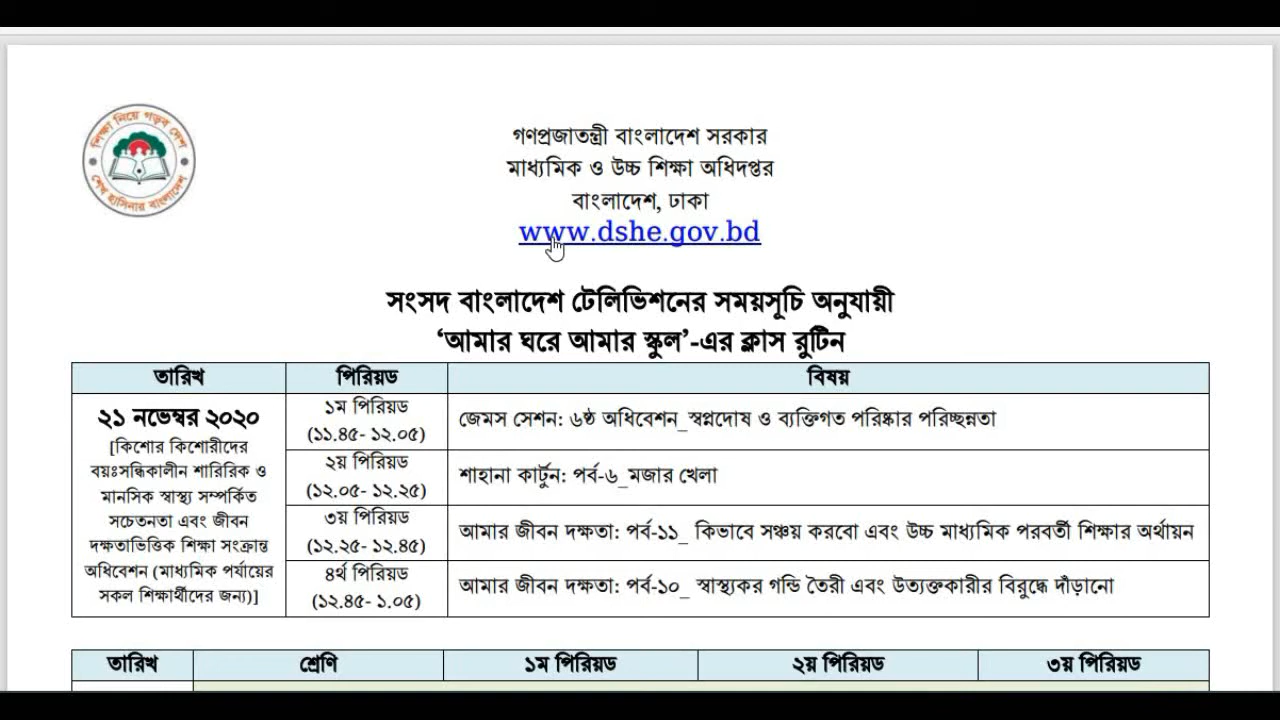 শিক্ষা নিয়ে গড়ব দেশ
শেখ হাসিনার বাংলাদেশ
গণপ্রজাতন্ত্রী বাংলাদেশ সরকার
মাধ্যমিক ও উচ্চ শিক্ষা অধিদপ্তর
বাংলাদেশ, ঢাকা
www.dshe.gov.bd
সংসদ বাংলাদেশ টেলিভিশনের সময়সূচি অনুযায়ী
‘আমার ঘরে আমার স্কুল’-এর ক্লাস রুটিন
তারিখ পিরিয়ড বিষয়
২১ নভেম্বর ২০২০
[কিশোর কিশোরীদের
বয়ঃসন্ধিকালীন শারিরিক ও
মানসিক স্বাস্থ্য সম্পর্কিত
সচেতনতা এবং জীবন
দক্ষতাভিত্তিক শিক্ষা সংক্রান্ত
অধিবেশন (মাধ্যমিক পর্যায়ের
সকল শিক্ষার্থীদের জন্য)]
১ম পিরিয়ড
(১১.৪৫- ১২.০৫)
জেমস সেশন: ৬ষ্ঠ অধিবেশন_স্বপ্নদোষ ও ব্যক্তিগত পরিষ্কার পরিচ্ছন্নতা
২য় পিরিয়ড
(১২.০৫- ১২.২৫)
শাহানা কার্টুন: পর্ব-৬_মজার খেলা
৩য় পিরিয়ড
(১২.২৫- ১২.৪৫)
আমার জীবন দক্ষতা: পর্ব-১১_ কিভাবে সঞ্চয় করবো এবং উচ্চ মাধ্যমিক পরবর্তী শিক্ষার অর্থায়ন
৪র্থ পিরিয়ড
(১২.৪৫- ১.০৫)
আমার জীবন দক্ষতা: পর্ব-১০_ স্বাস্থ্যকর গন্ডি তৈরী এবং উত্যক্তকারীর বিরুদ্ধে দাঁড়ানো
তারিখ শ্রেণি ১ম পিরিয়ড ২য় পিরিয়ড ৩য় পিরিয়ড